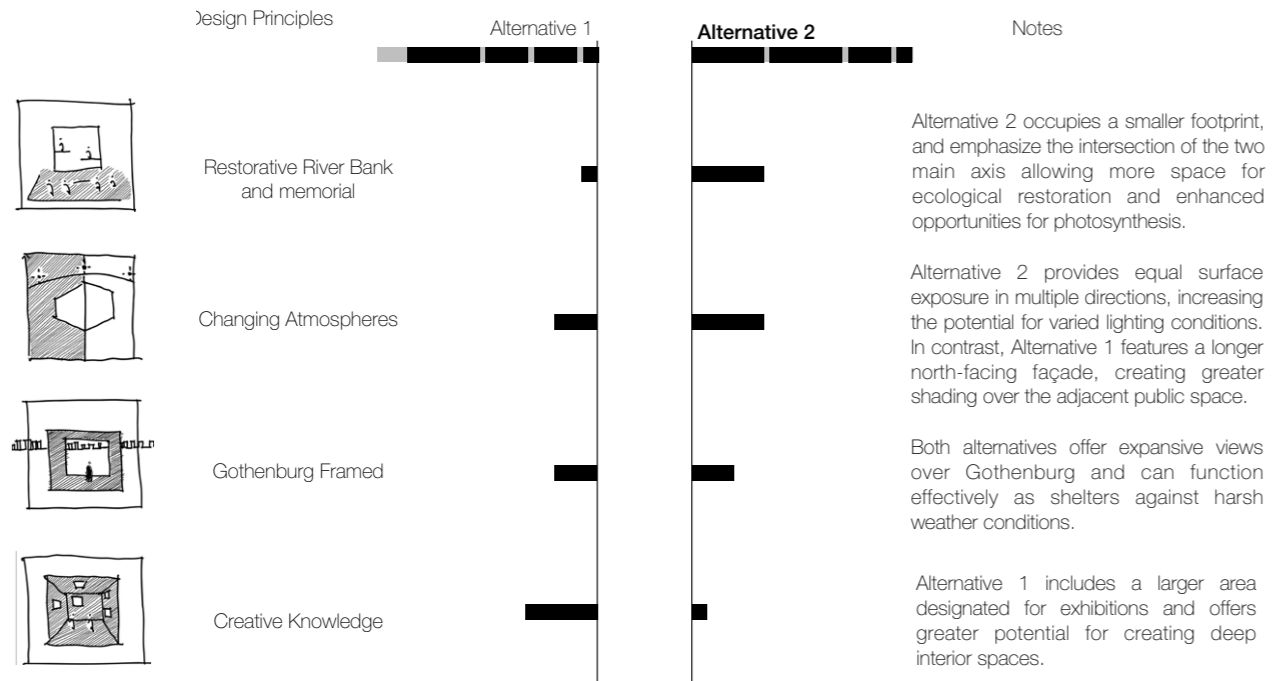 Design Principles
Alternative 1
Alternative 2
Notes
Restorative River Bank
and memorial
Alternative 2 occupies a smaller footprint,
and emphasize the intersection of the two
main axis allowing more space for
ecological restoration and enhanced
opportunities for photosynthesis.
Changing Atmospheres
Alternative 2 provides equal surface
exposure in multiple directions, increasing
the potential for varied lighting conditions.
In contrast, Alternative 1 features a longer
north-facing façade, creating greater
shading over the adjacent public space.
Gothenburg Framed
Both alternatives offer expansive views
over Gothenburg and can function
effectively as shelters against harsh
weather conditions.
Creative Knowledge
Alternative 1 includes a larger area
designated for exhibitions and offers
greater potential for creating deep
interior spaces.